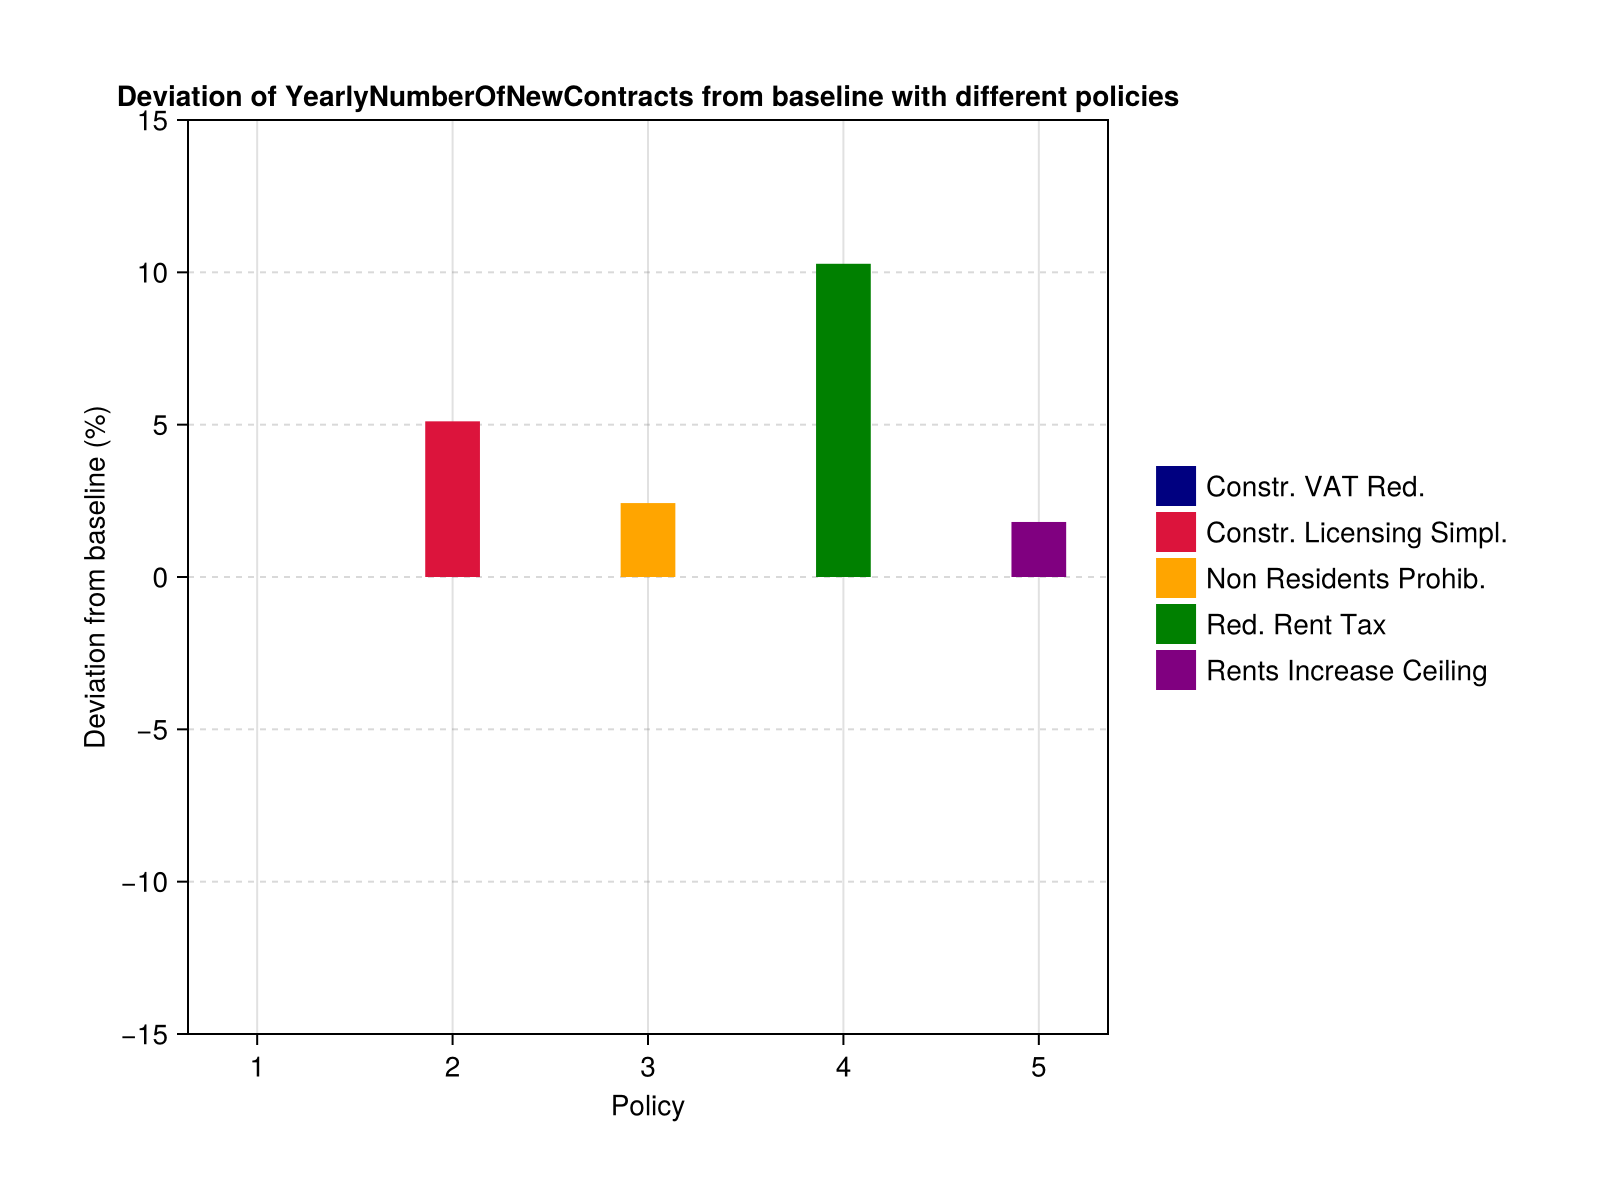 Deviation of YearlyNumberOfNewContracts from baseline with different policies
15
10
5
0
−5
−10
−15
Deviation from baseline (%)
1 2 3 4 5
Policy
Constr. VAT Red.
Constr. Licensing Simpl.
Non Residents Prohib.
Red. Rent Tax
Rents Increase Ceiling